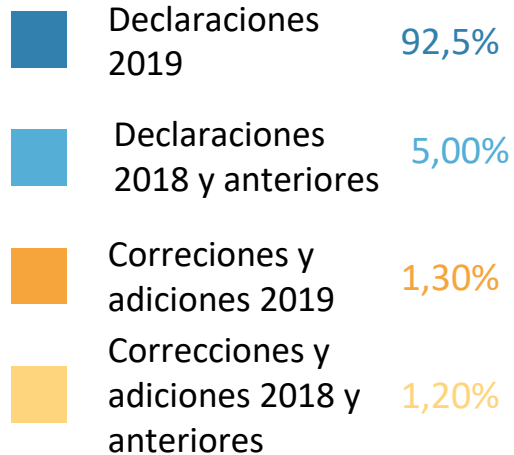 Declaraciones
2019
92,5%
Declaraciones
2018 y anteriores
5,00%
Correciones y
adiciones 2019
1,30%
Correcciones y
adiciones 2018 y
anteriores
1,20%